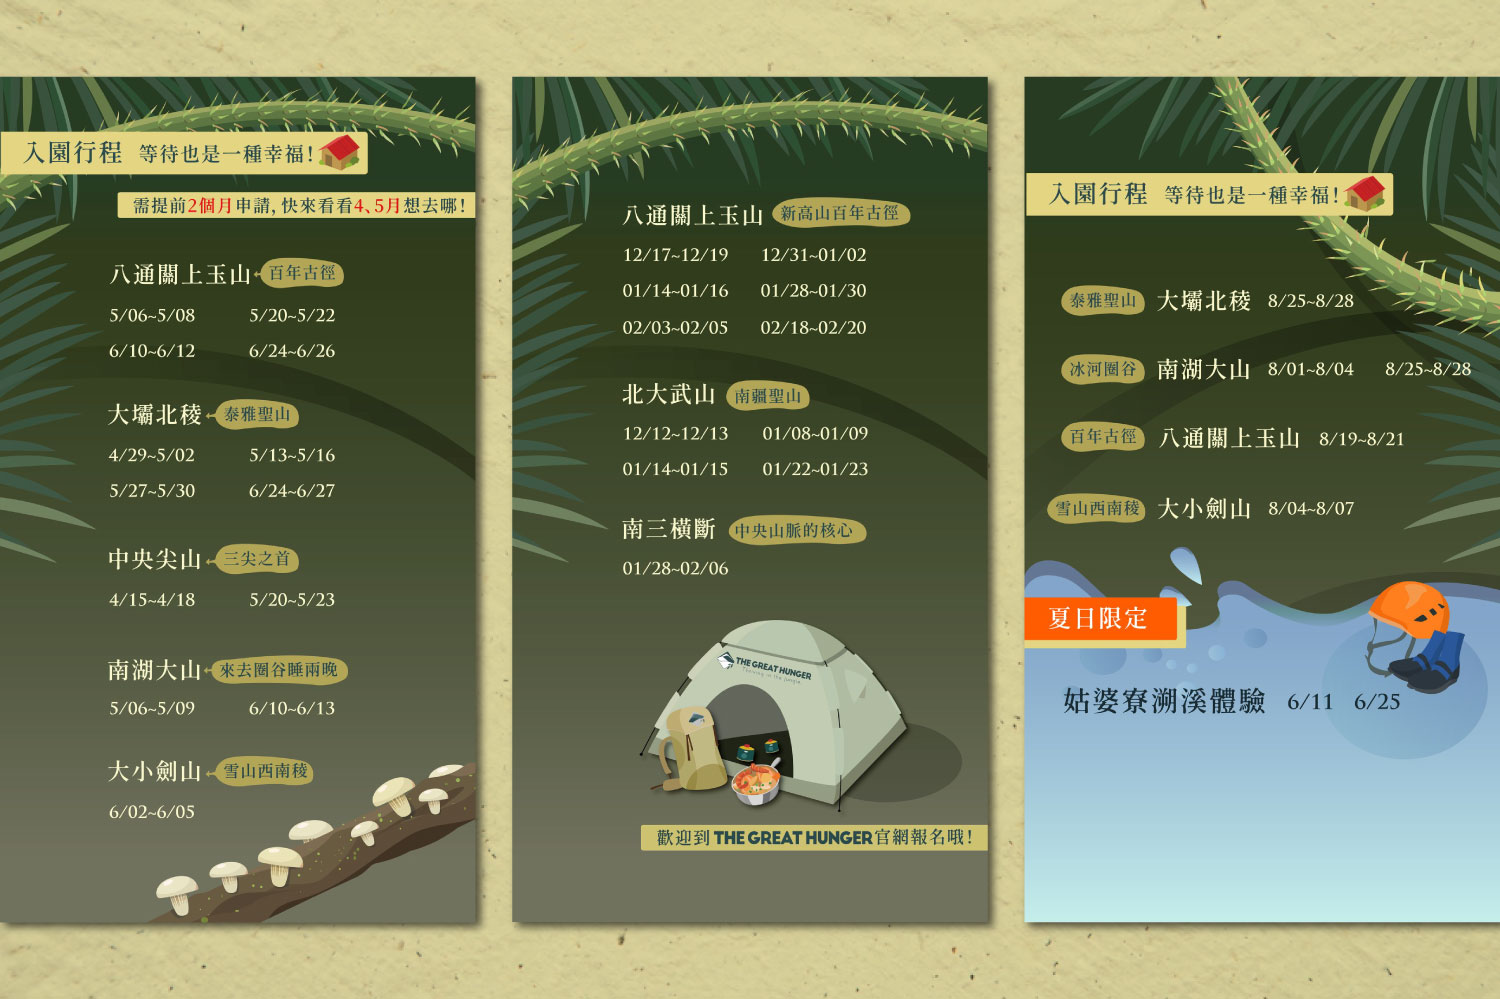 入園行程 等待也是一種幸福!
需提前2個月申請,快來看看4、5月想去哪!
八通關上玉山 百年古徑
5/06~5/08 5/20~5/22
6/10~6/12 6/24~6/26
大壩北稜 泰雅聖山
4/29~5/02 5/13~5/16
5/27~5/30 6/24~6/27
中央尖山 三尖之首
4/15~4/18 5/20~5/23
南湖大山 來去圈谷睡兩晚
5/06~5/09 6/10~6/13
大小劍山 雪山西南稜
6/02~6/05
八通關上玉山 新高山百年古徑
12/17~12/19 12/31~01/02
01/14~01/16 01/28~01/30
02/03~02/05 02/18~02/20
北大武山 南疆聖山
12/12~12/13 01/08~01/09
01/14~01/15 01/22~01/23
南三橫斷 中央山脈的核心
01/28~02/06
THE GREAT HUNGER
歡迎到THE GREAT HUNGER官網報名哦!
入園行程 等待也是一種幸福!
泰雅聖山 大壩北稜 8/25~8/28
冰河圈谷 南湖大山 8/01~8/04 8/25~8/28
百年古徑 八通關上玉山 8/19~8/21
雪山西南稜 大小劍山 8/04~8/07
夏日限定
姑婆寮溯溪體驗 6/11 6/25